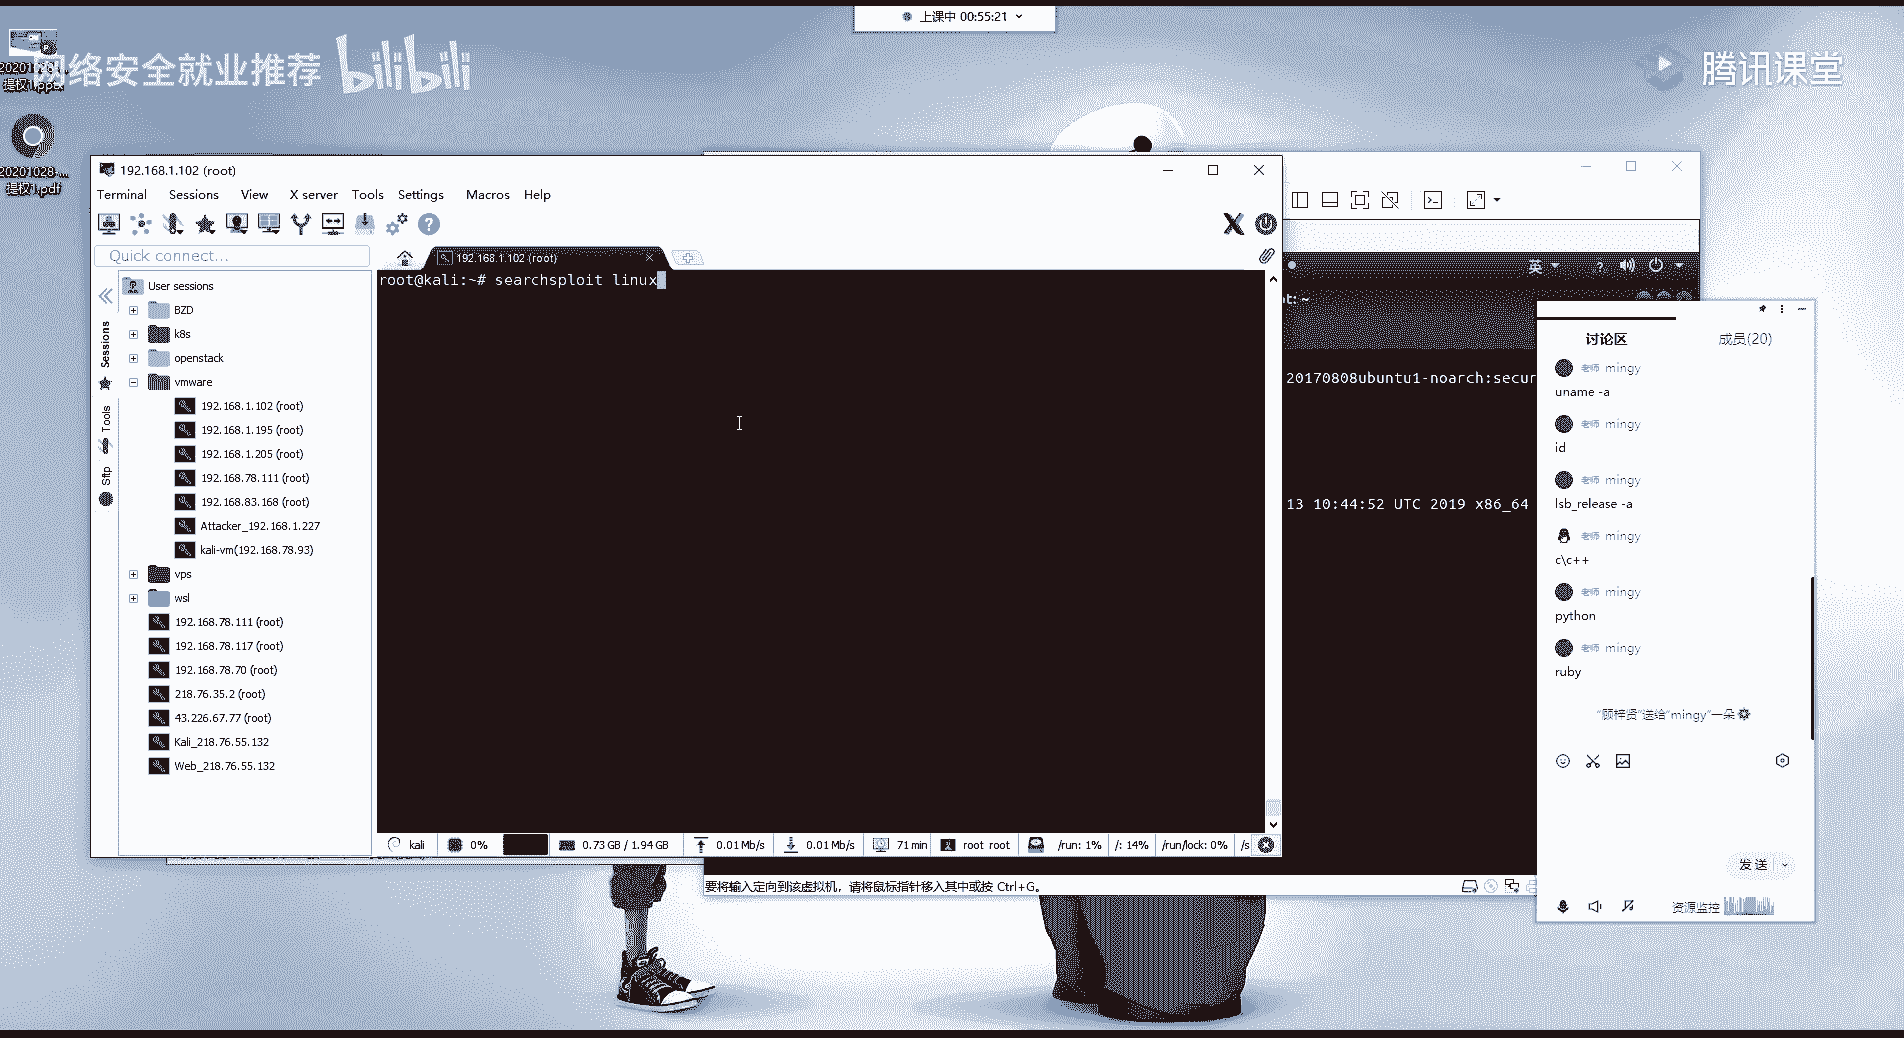 上课中 00:55:21
网络安全就业推荐 bilibili
腾讯课堂
提权1.pptx
提权1.pdf
192.168.1.102 (root)
Terminal Sessions View X server Tools Settings Macros Help
Quick connect...
192.168.1.102 (root)
root@kali:~# searchsploit linux
Sessions
Tools
Sftp
User sessions
BZD
k8s
openstack
vmware
192.168.1.102 (root)
192.168.1.195 (root)
192.168.1.205 (root)
192.168.78.111 (root)
192.168.83.168 (root)
Attacker_192.168.1.227
kali-vm(192.168.78.93)
vps
wsl
192.168.78.111 (root)
192.168.78.117 (root)
192.168.78.70 (root)
218.76.35.2 (root)
43.226.67.77 (root)
Kali_218.76.55.132
Web_218.76.55.132
kali 0% 0.73 GB / 1.94 GB 0.01 Mb/s 0.01 Mb/s 71 min root root /run: 1% /: 14% /run/lock: 0% /s
英
t: ~
20170808ubuntu1-noarch:secur
13 10:44:52 UTC 2019 x86_64
要将输入定向到该虚拟机，请将鼠标指针移入其中或按 Ctrl+G。
讨论区 成员(20)
老师 mingy
uname -a
老师 mingy
id
老师 mingy
lsb_release -a
老师 mingy
c\c++
老师 mingy
python
老师 mingy
ruby
"顾梓贤"送给"mingy"一朵
发送
资源监控